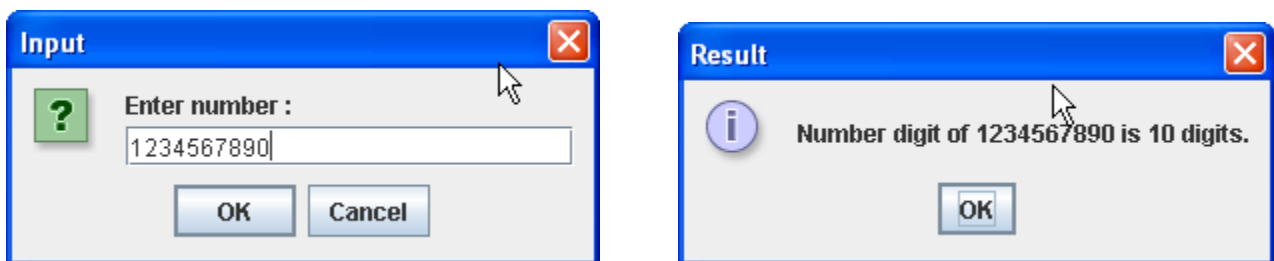 Input
Enter number :
1234567890
OK Cancel
Result
Number digit of 1234567890 is 10 digits.
OK